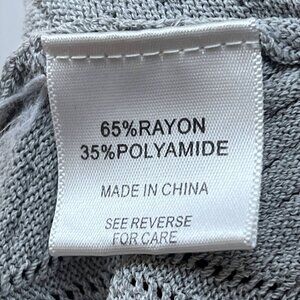 65%RAYON
35%POLYAMIDE
MADE IN CHINA
SEE REVERSE
FOR CARE